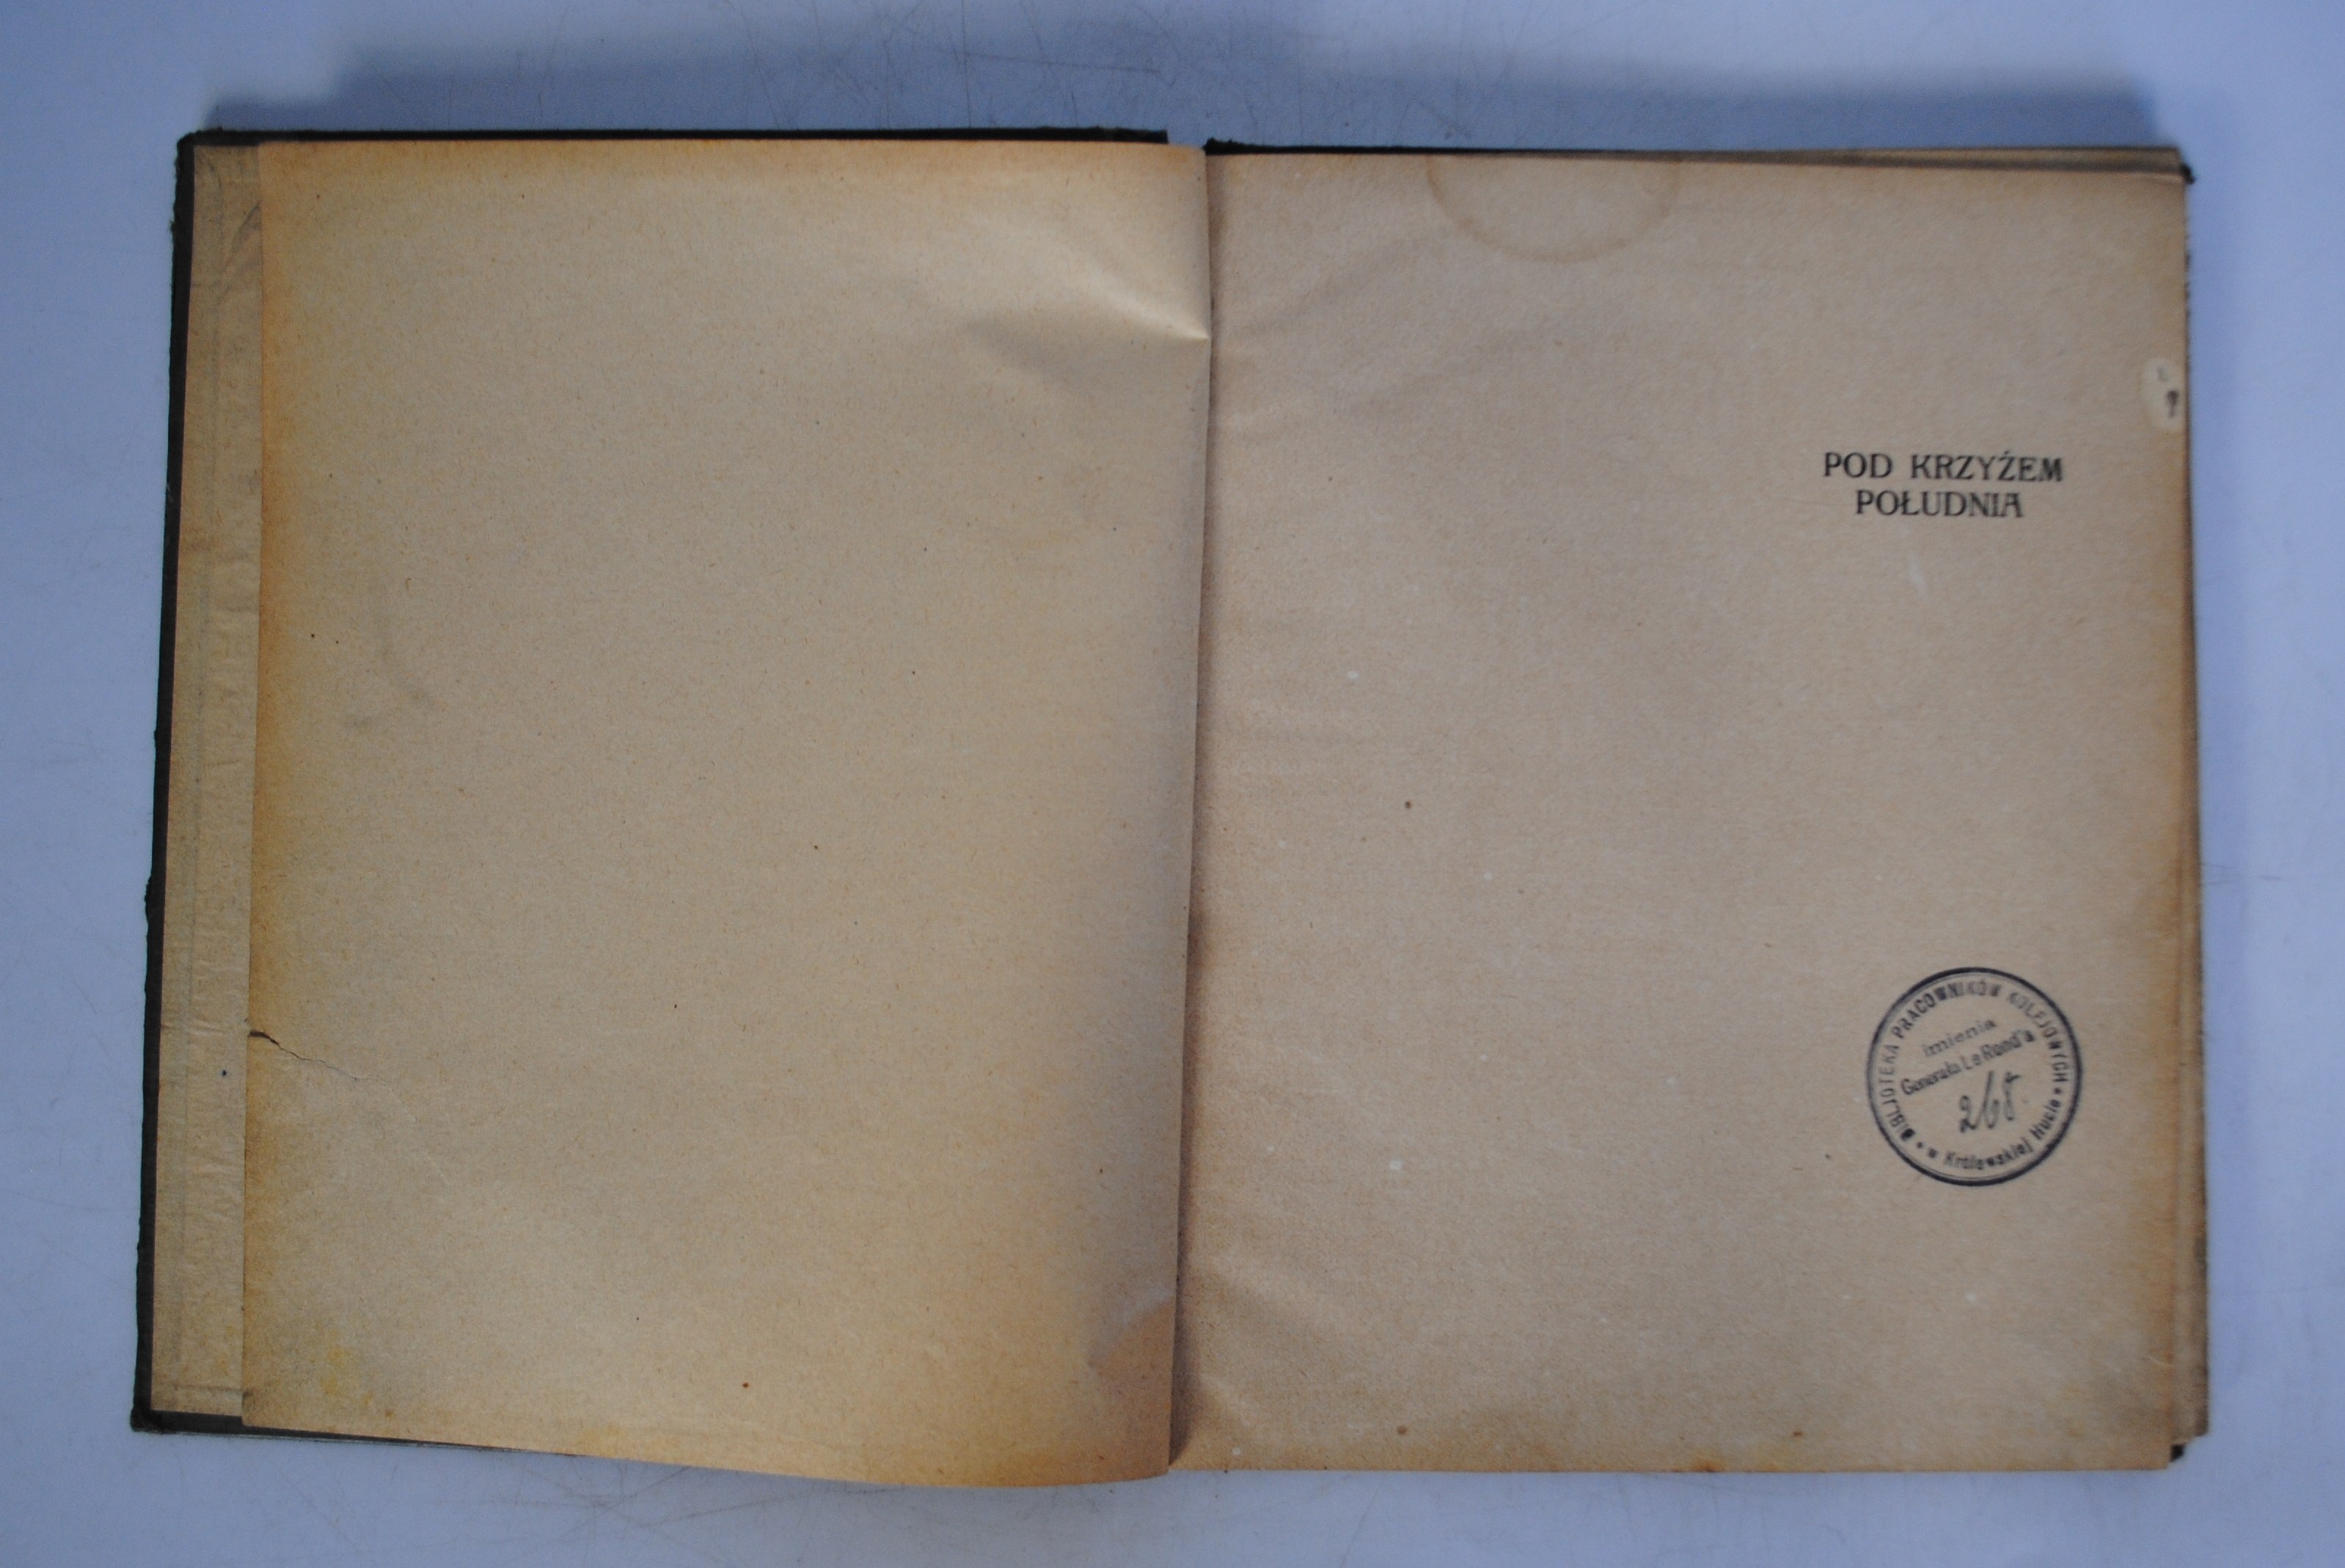 POD KRZYŻEM
POŁUDNIA
BIBLJOTEKA PRACOWNIKÓW KOLEJOWYCH
imienia
Generała Le Rond'a
268.
w Królewskiej Hucie